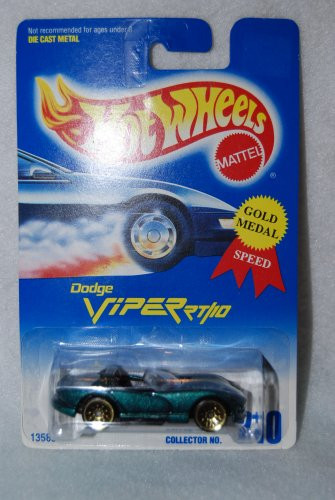 Not recommended for ages under
DIE CAST METAL
Hot Wheels
MATTEL
®
GOLD
MEDAL
SPEED
Dodge
VIPER RT/10
COLLECTOR NO.